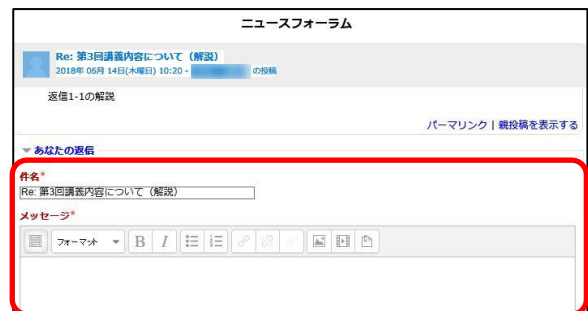 ニュースフォーラム
Re: 第3回講義内容について（解説）
2018年 06月 14日(木曜日) 10:20 - の投稿
返信1-1の解説
パーマリンク | 親投稿を表示する
あなたの返信
件名*
Re: 第3回講義内容について（解説）
メッセージ*
フォーマット B I